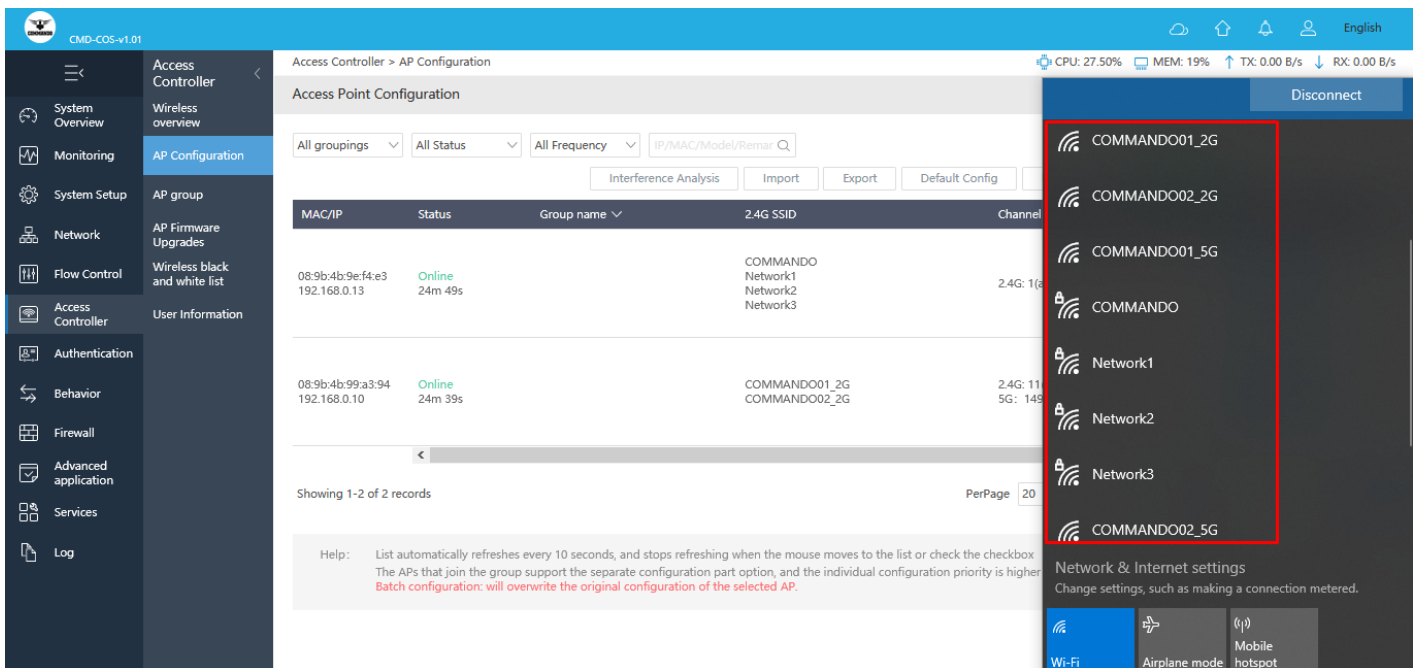 COMMANDO
CMD-COS-v1.01
English
System Overview
Monitoring
System Setup
Network
Flow Control
Access Controller
Authentication
Behavior
Firewall
Advanced application
Services
Log
Access Controller
Wireless overview
AP Configuration
AP group
AP Firmware Upgrades
Wireless black and white list
User Information
Access Controller > AP Configuration
CPU: 27.50% MEM: 19% TX: 0.00 B/s RX: 0.00 B/s
Access Point Configuration
All groupings All Status All Frequency IP/MAC/Model/Remar
Interference Analysis Import Export Default Config
MAC/IP Status Group name 2.4G SSID Channel
08:9b:4b:9e:f4:e3
192.168.0.13
Online
24m 49s
COMMANDO
Network1
Network2
Network3
2.4G: 1(a
08:9b:4b:99:a3:94
192.168.0.10
Online
24m 39s
COMMANDO01_2G
COMMANDO02_2G
2.4G: 11(
5G: 149
Showing 1-2 of 2 records
PerPage 20
Help: List automatically refreshes every 10 seconds, and stops refreshing when the mouse moves to the list or check the checkbox
The APs that join the group support the separate configuration part option, and the individual configuration priority is higher
Batch configuration: will overwrite the original configuration of the selected AP.
Disconnect
COMMANDO01_2G
COMMANDO02_2G
COMMANDO01_5G
COMMANDO
Network1
Network2
Network3
COMMANDO02_5G
Network & Internet settings
Change settings, such as making a connection metered.
Wi-Fi
Airplane mode
Mobile hotspot